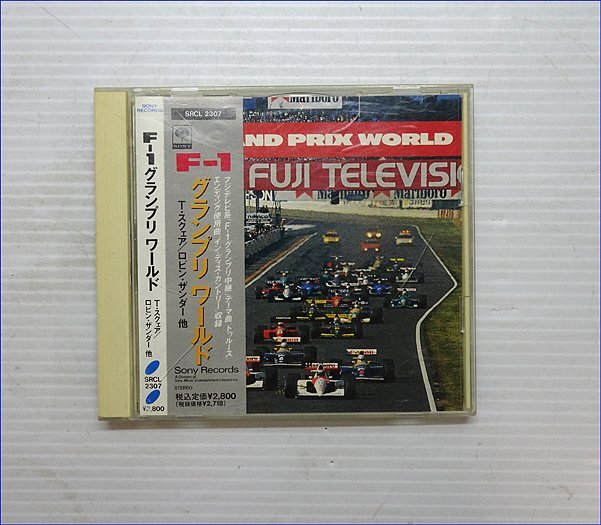 SONY
RECORDS
F-1
グランプリ ワールド
T-スクェア/
ロビン・ザンダー 他
SRCL
2307
¥2,800
SRCL 2307
SONY
F-1
グランプリ ワールド
T-スクェア/ロビン・ザンダー 他
フジテレビ系、F-1グランプリ中継 テーマ曲 トゥルース/
エンディング使用曲 イン・ディス・カントリー 収録
Sony Records
STEREO
税込定価¥2,800
(税抜価格¥2,718)
Marlboro
Marlboro
ND PRIX WORLD
FUJI TELEVISI